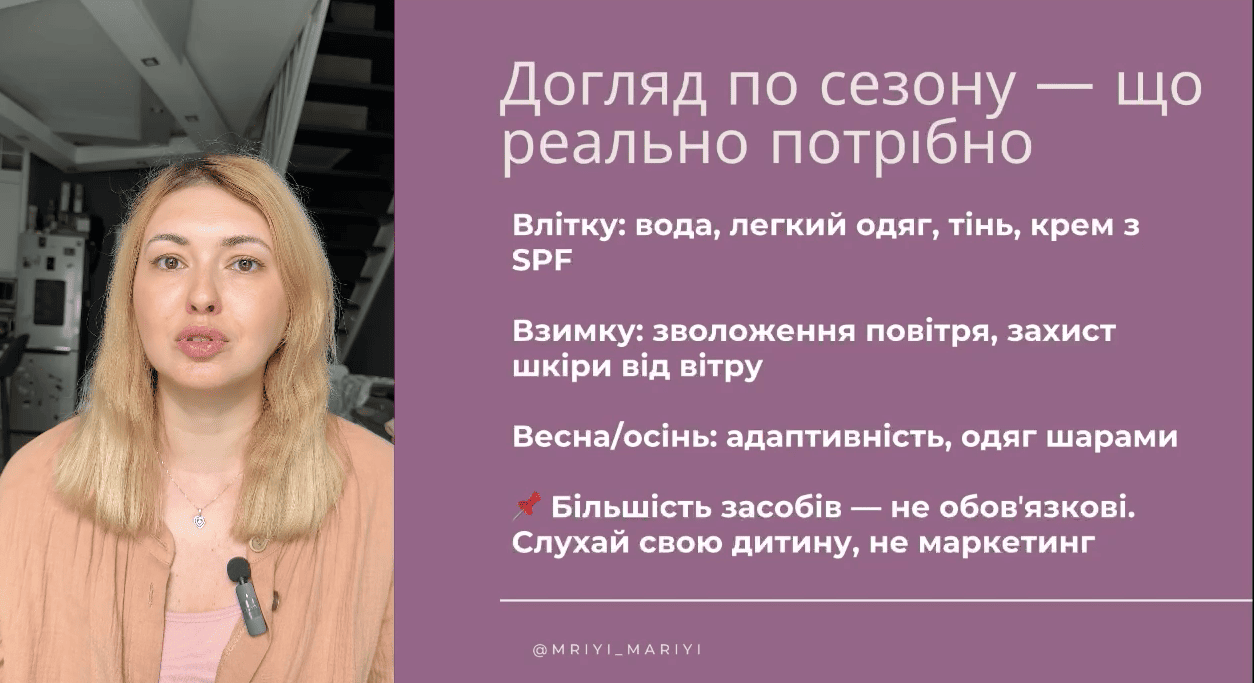 Догляд по сезону — що
реально потрібно
Влітку: вода, легкий одяг, тінь, крем з
SPF
Взимку: зволоження повітря, захист
шкіри від вітру
Весна/осінь: адаптивність, одяг шарами
📌 Більшість засобів — не обов'язкові.
Слухай свою дитину, не маркетинг
@MRIYI_MARIYI